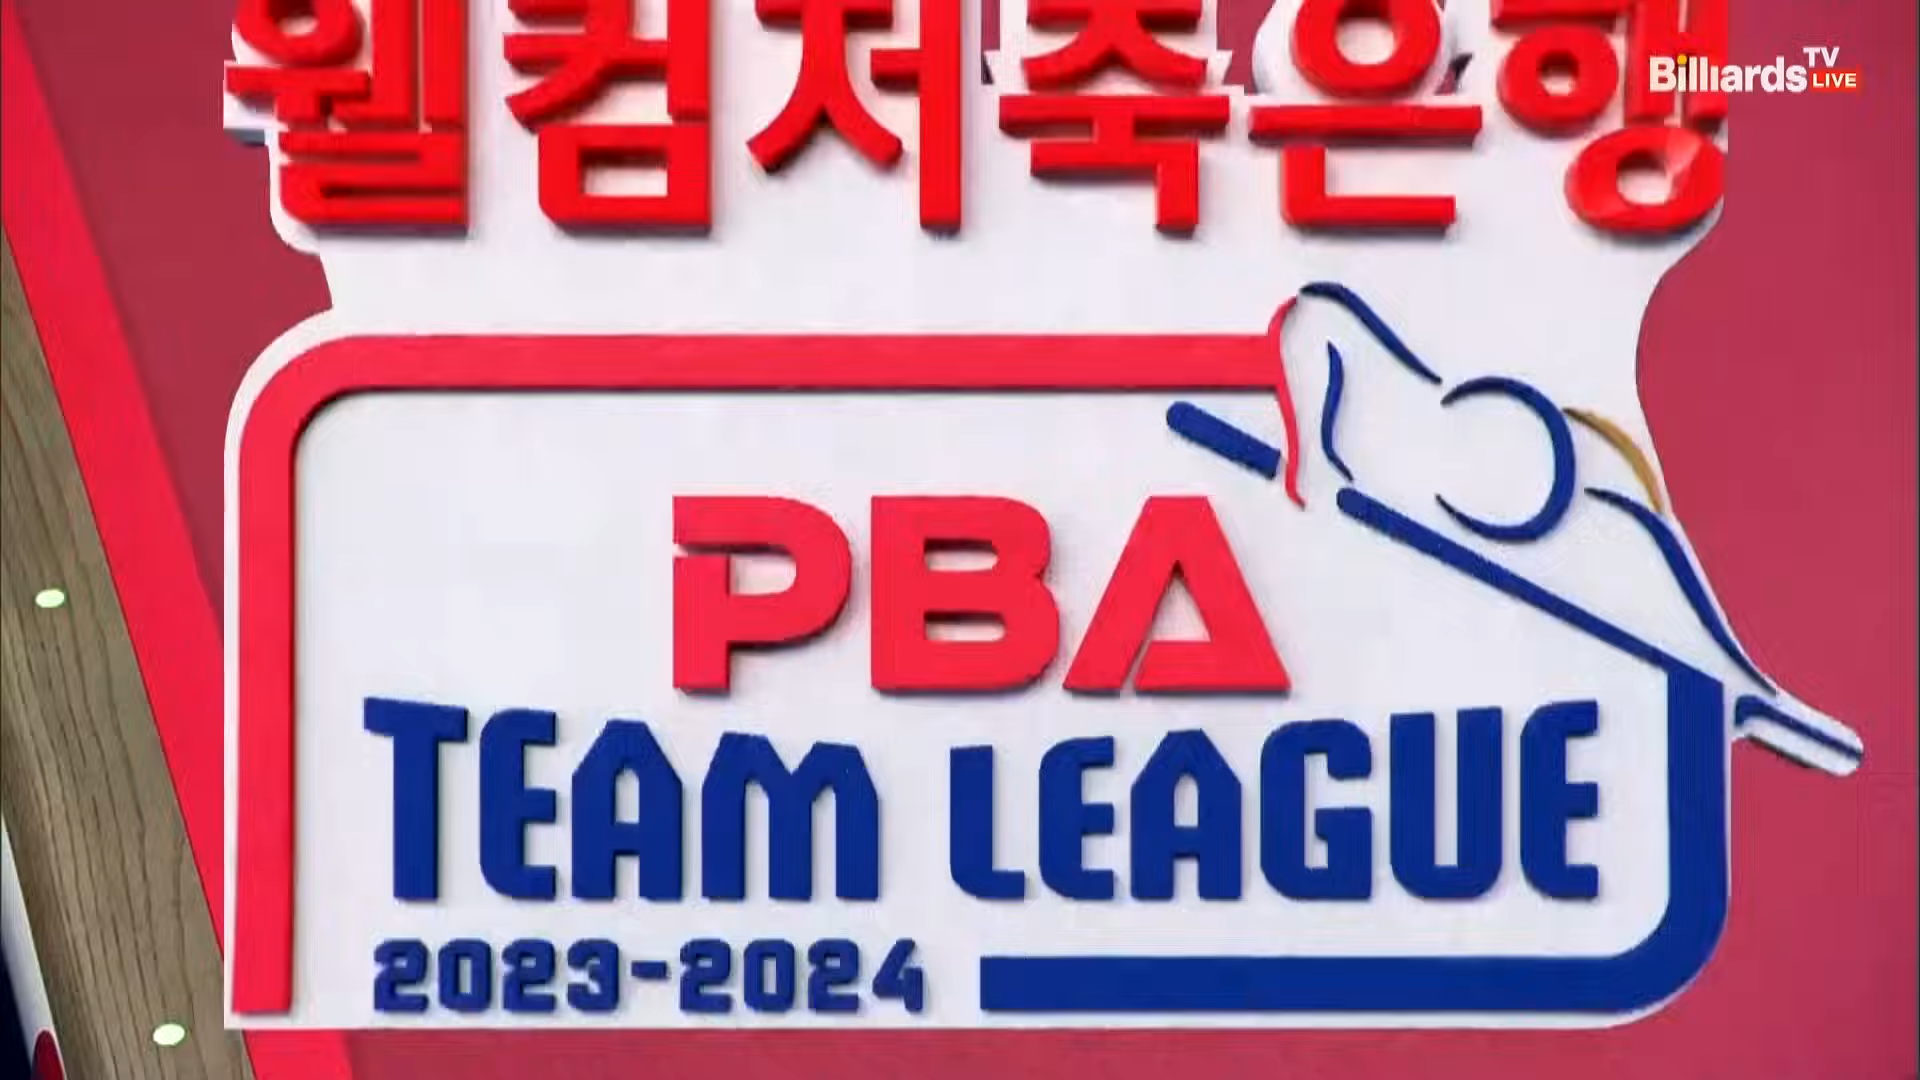 웰컴저축은행
Billiards TV LIVE
PBA
TEAM LEAGUE
2023-2024